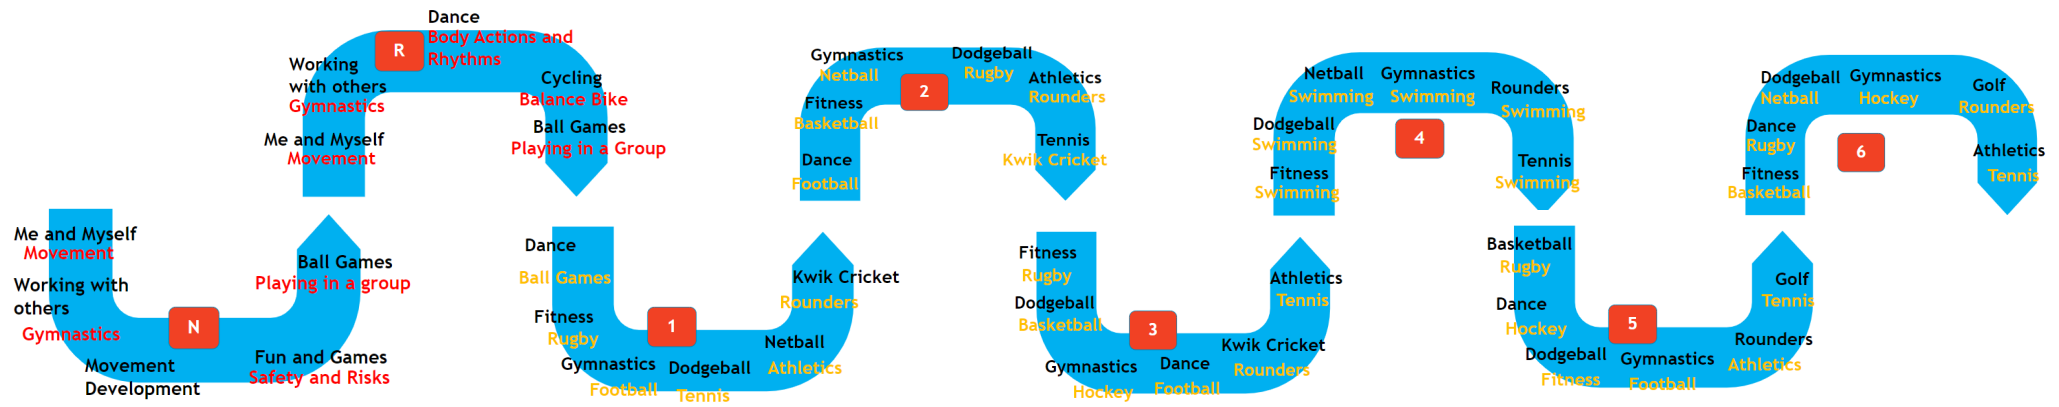 Me and Myself
Movement
Working with
others
Gymnastics
N
Movement
Development
Fun and Games
Safety and Risks
Ball Games
Playing in a group
Me and Myself
Movement
Working
with others
Gymnastics
R
Dance
Body Actions and
Rhythms
Cycling
Balance Bike
Ball Games
Playing in a Group
Dance
Ball Games
Fitness
Rugby
1
Gymnastics
Football
Dodgeball
Tennis
Netball
Athletics
Kwik Cricket
Rounders
Dance
Football
Fitness
Basketball
Gymnastics
Netball
2
Dodgeball
Rugby
Athletics
Rounders
Tennis
Kwik Cricket
Fitness
Rugby
Dodgeball
Basketball
3
Gymnastics
Hockey
Dance
Football
Kwik Cricket
Rounders
Athletics
Tennis
Fitness
Swimming
Dodgeball
Swimming
Netball
Swimming
4
Gymnastics
Swimming
Rounders
Swimming
Tennis
Swimming
Basketball
Rugby
Dance
Hockey
5
Dodgeball
Fitness
Gymnastics
Football
Rounders
Athletics
Golf
Tennis
Fitness
Basketball
Dance
Rugby
Dodgeball
Netball
6
Gymnastics
Hockey
Golf
Rounders
Athletics
Tennis